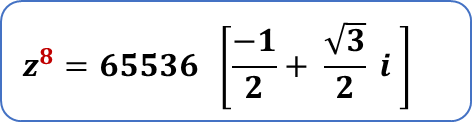 z⁸ = 65536 [−1/2 + √3/2 i]